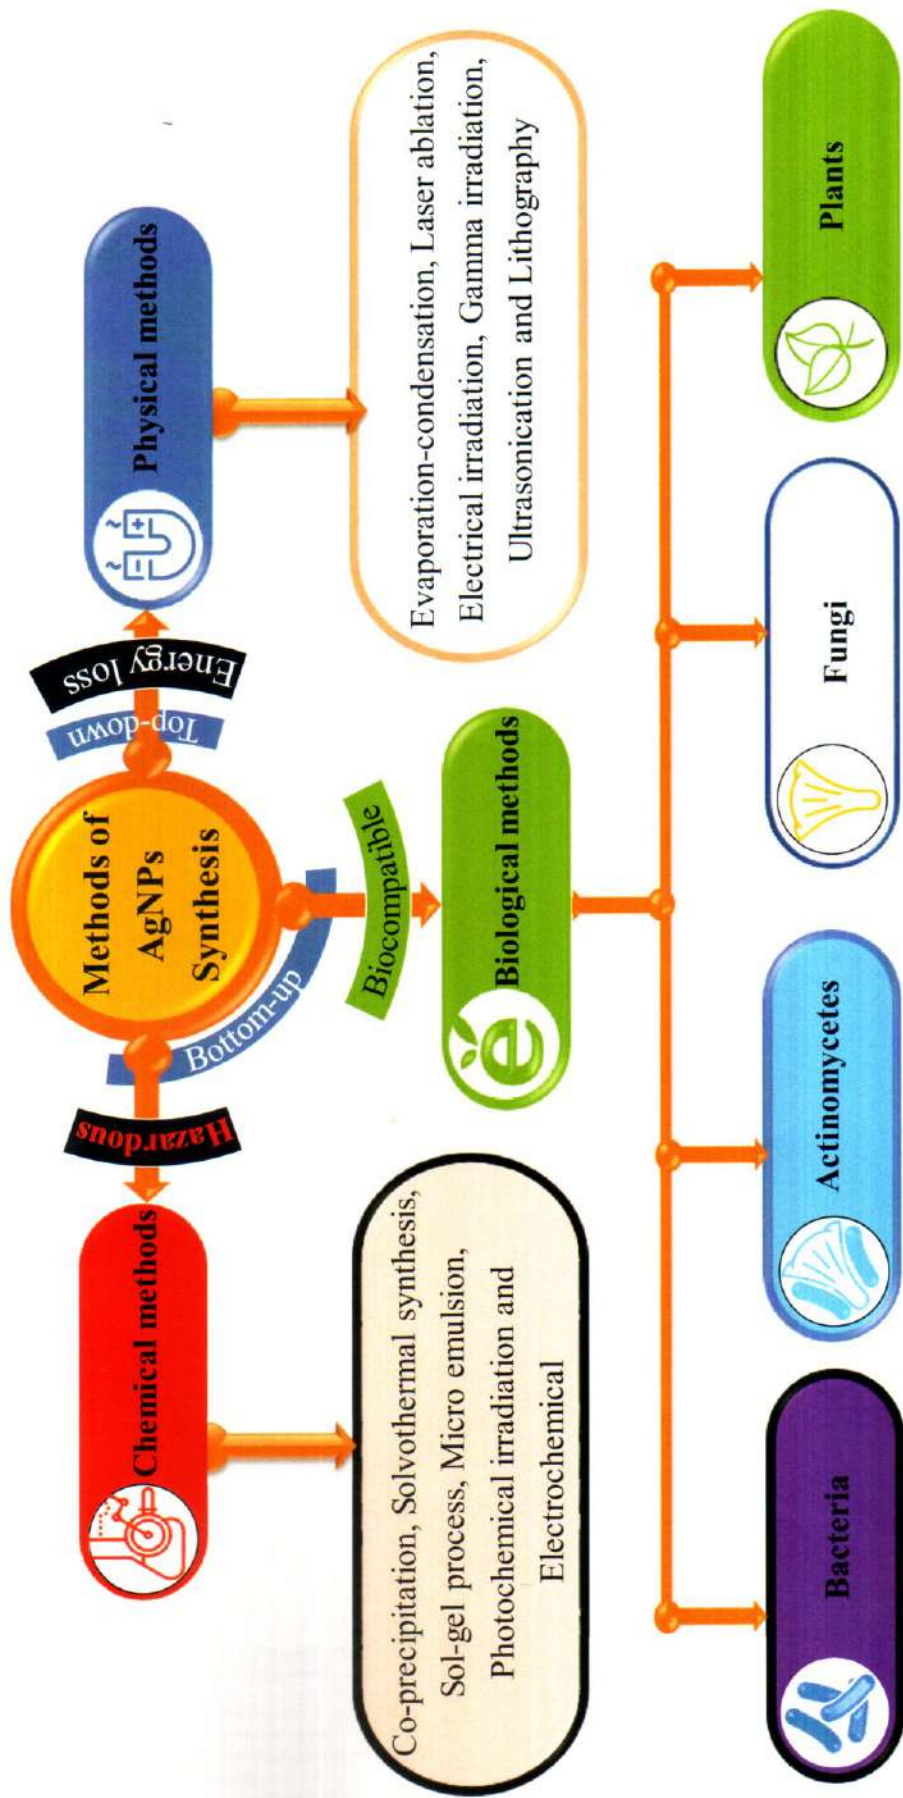 Methods of
AgNPs
Synthesis
Hazardous
Bottom-up
Top-down
Energy loss
Biocompatible
Chemical methods
Physical methods
Biological methods
Co-precipitation, Solvothermal synthesis,
Sol-gel process, Micro emulsion,
Photochemical irradiation and
Electrochemical
Evaporation-condensation, Laser ablation,
Electrical irradiation, Gamma irradiation,
Ultrasonication and Lithography
Bacteria
Actinomycetes
Fungi
Plants